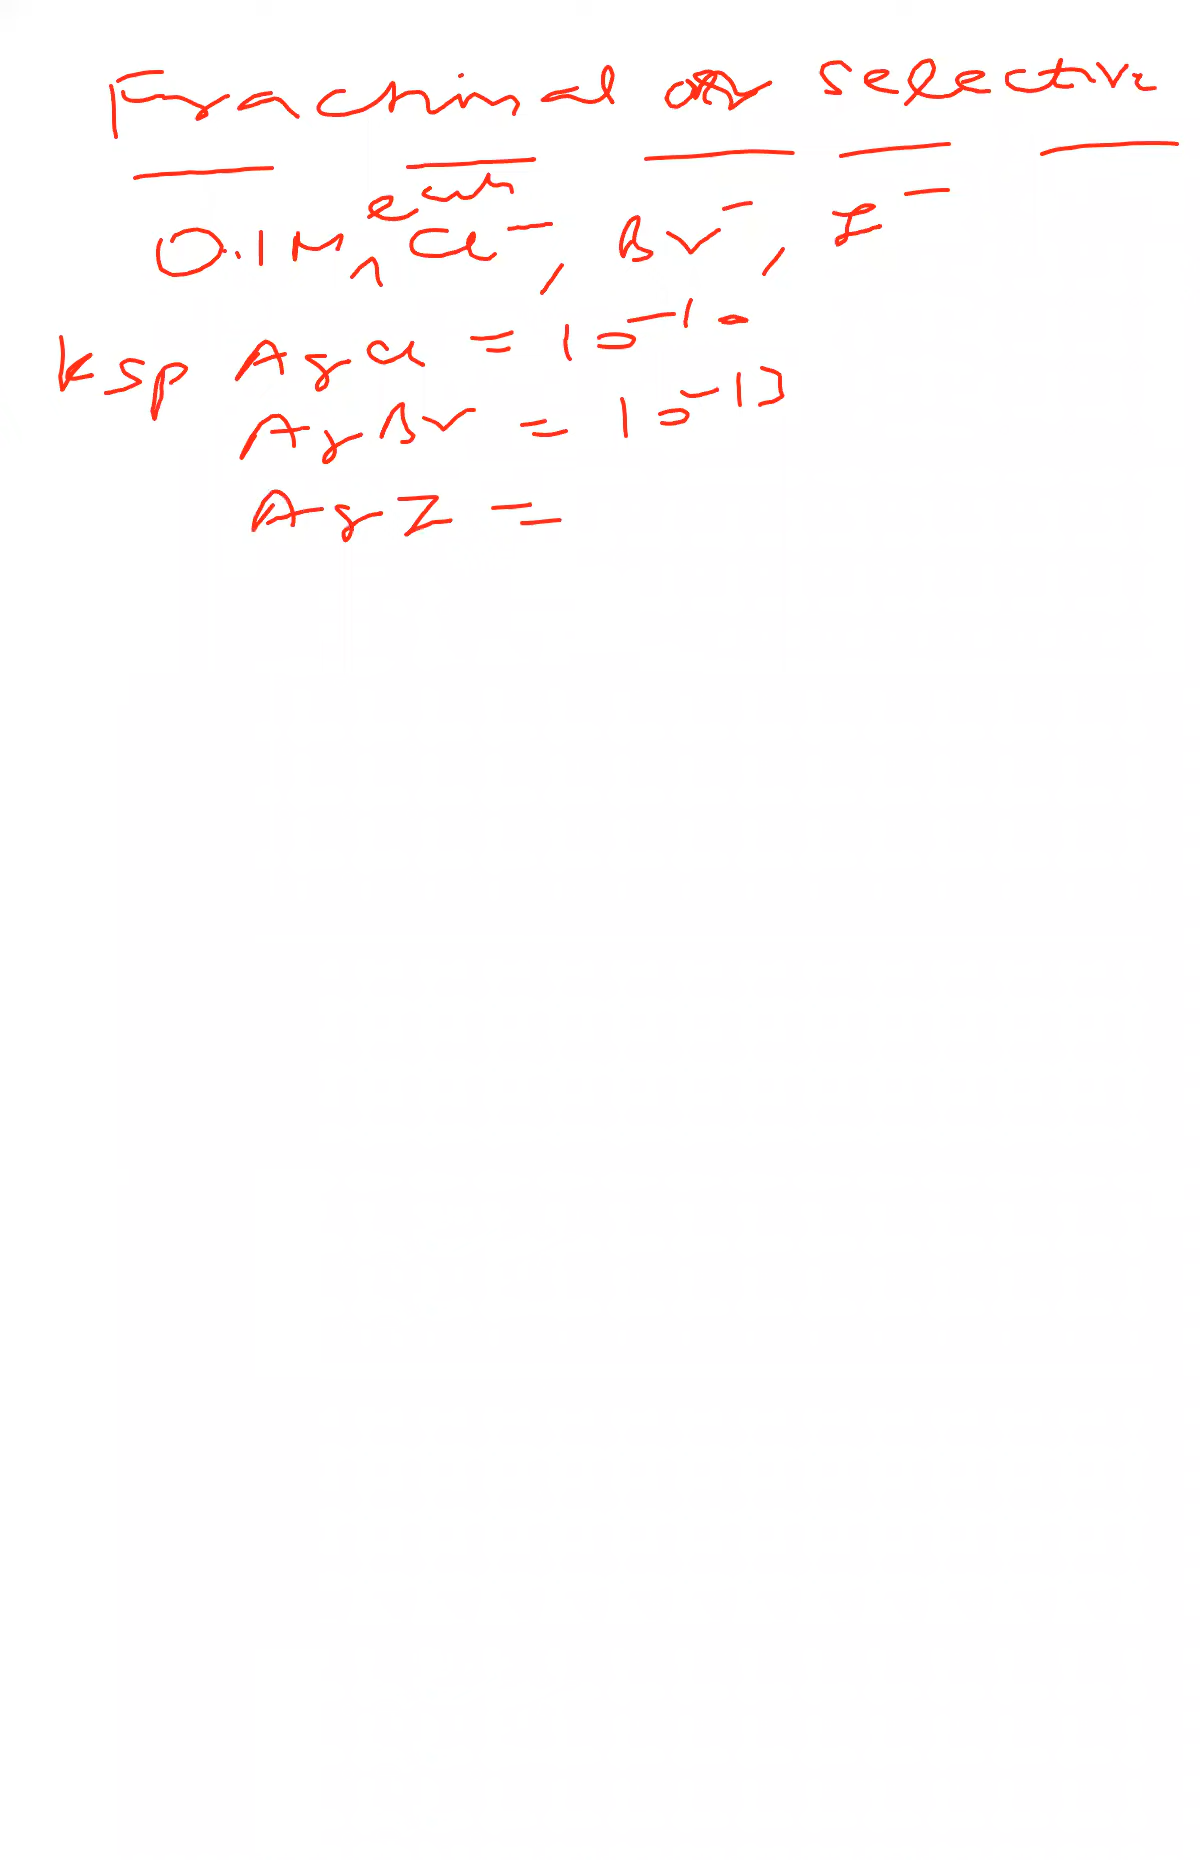 Fractional or selective
0.1M, each Cl⁻, Br⁻, I⁻
Ksp AgCl = 10⁻¹⁰
AgBr = 10⁻¹³
AgI =